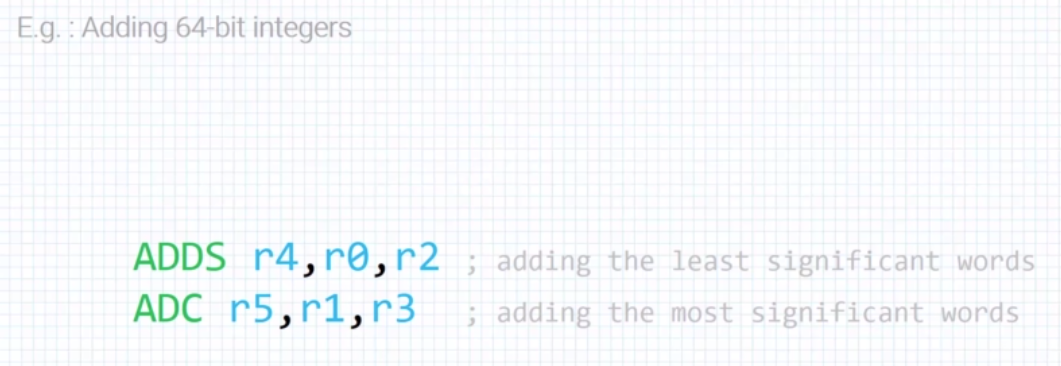 E.g. : Adding 64-bit integers
ADDS r4,r0,r2 ; adding the least significant words
ADC r5,r1,r3 ; adding the most significant words